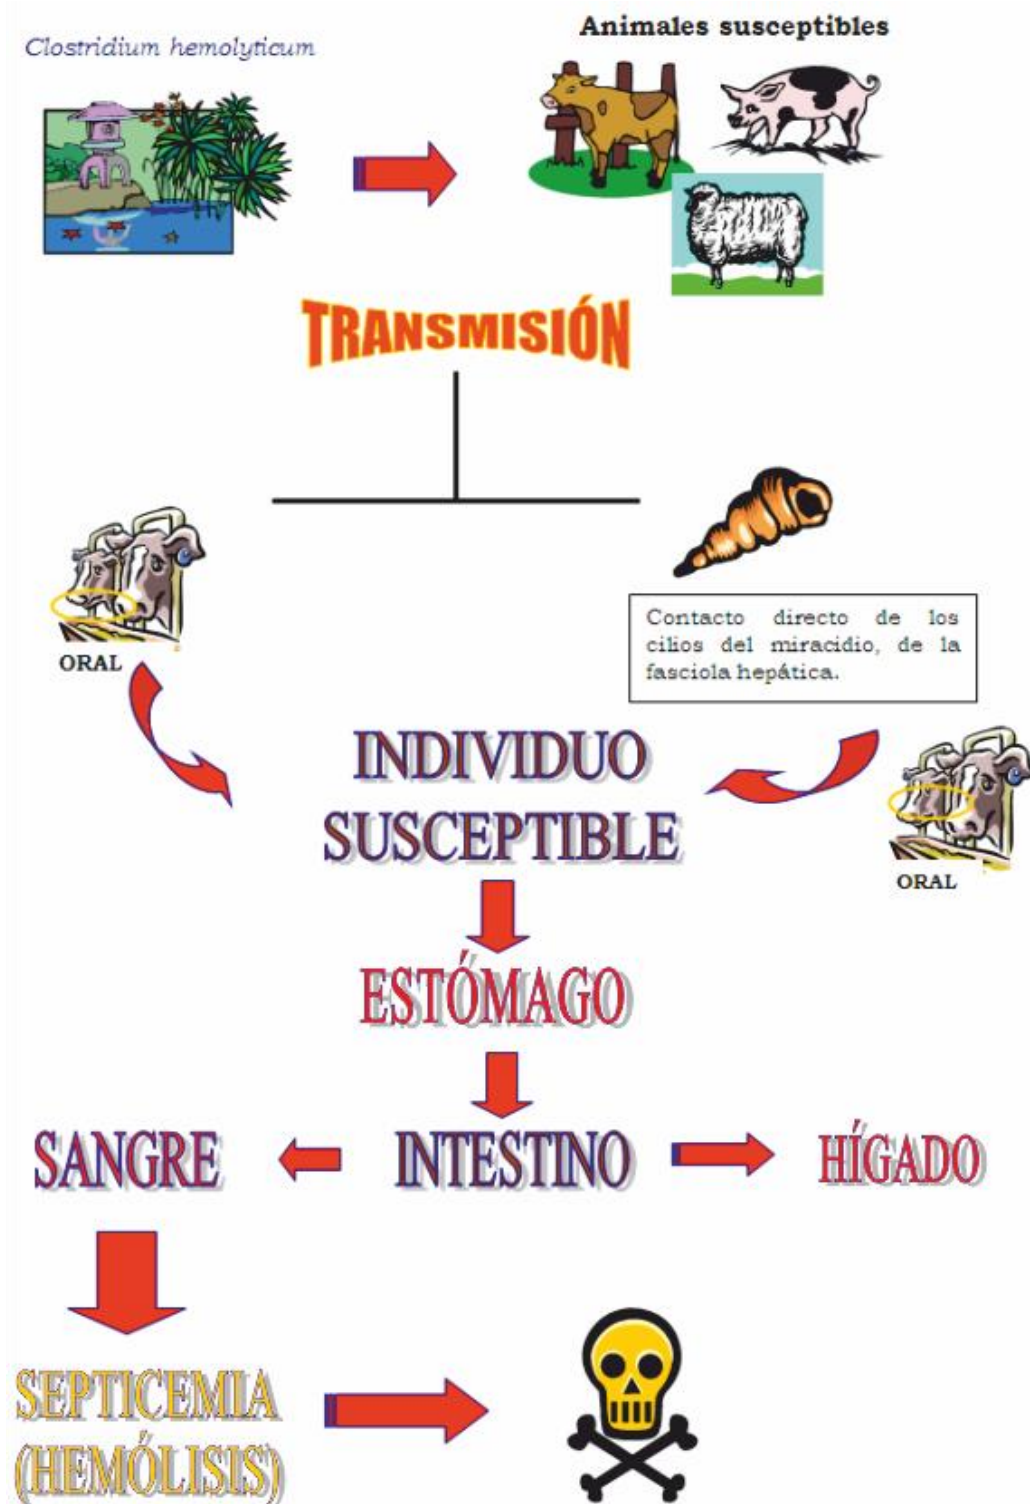 Clostridium hemolyticum
Animales susceptibles
TRANSMISIÓN
ORAL
Contacto directo de los
cilios del miracidio, de la
fasciola hepática.
INDIVIDUO
SUSCEPTIBLE
ORAL
ESTÓMAGO
SANGRE
INTESTINO
HÍGADO
SEPTICEMIA
(HEMÓLISIS)